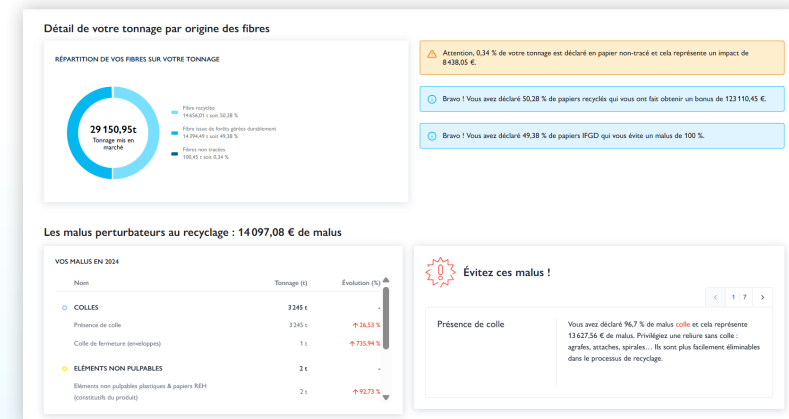 Détail de votre tonnage par origine des fibres
RÉPARTITION DE VOS FIBRES SUR VOTRE TONNAGE
29 150,95t
Tonnage mis en
marché
Fibre recyclée
14 656,01 t soit 50,28 %
Fibre issue de forêts gérées durablement
14 394,49 t soit 49,38 %
Fibres non tracées
100,45 t soit 0,34 %
Attention, 0,34 % de votre tonnage est déclaré en papier non-tracé et cela représente un impact de
8 438,05 €.
Bravo ! Vous avez déclaré 50,28 % de papiers recyclés qui vous ont fait obtenir un bonus de 123 110,45 €.
Bravo ! Vous avez déclaré 49,38 % de papiers IFGD qui vous évite un malus de 100 %.
Les malus perturbateurs au recyclage : 14 097,08 € de malus
VOS MALUS EN 2024
Nom Tonnage (t) Évolution (%)
COLLES 3 245 t -
Présence de colle 3 245 t ↑ 26,53 %
Colle de fermeture (enveloppes) 1 t ↑ 735,94 %
ELÉMENTS NON PULPABLES 2 t -
Eléments non pulpables plastiques & papiers REH
(constitutifs du produit) 2 t ↑ 92,73 %
Évitez ces malus !
< 1 7 >
Présence de colle
Vous avez déclaré 96,7 % de malus colle et cela représente
13 627,56 € de malus. Privilégiez une reliure sans colle :
agrafes, attaches, spirales... Ils sont plus facilement éliminables
dans le processus de recyclage.